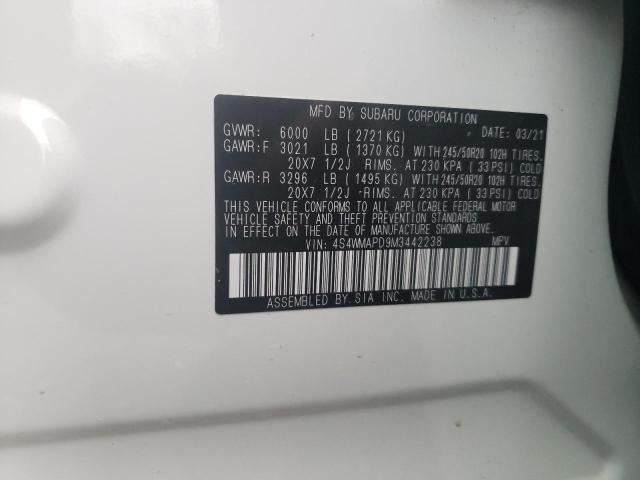 MFD BY SUBARU CORPORATION
GVWR: 6000 LB ( 2721 KG) DATE: 03/21
GAWR:F 3021 LB ( 1370 KG) WITH 245/50R20 102H TIRES.
20X7 1/2J RIMS. AT 230 KPA ( 33 PSI) COLD
GAWR:R 3296 LB ( 1495 KG) WITH 245/50R20 102H TIRES.
20X7 1/2J -RIMS. AT 230 KPA ( 33 PSI) COLD
THIS VEHICLE CONFORMS TO ALL APPLICABLE FEDERAL MOTOR
VEHICLE SAFETY AND THEFT PREVENTION STANDARDS
IN EFFECT ON THE DATE OF MANUFACTURE SHOWN ABOVE.
VIN: 4S4WMAPD9M3442238 MPV
ASSEMBLED BY SIA INC. MADE IN U.S.A.